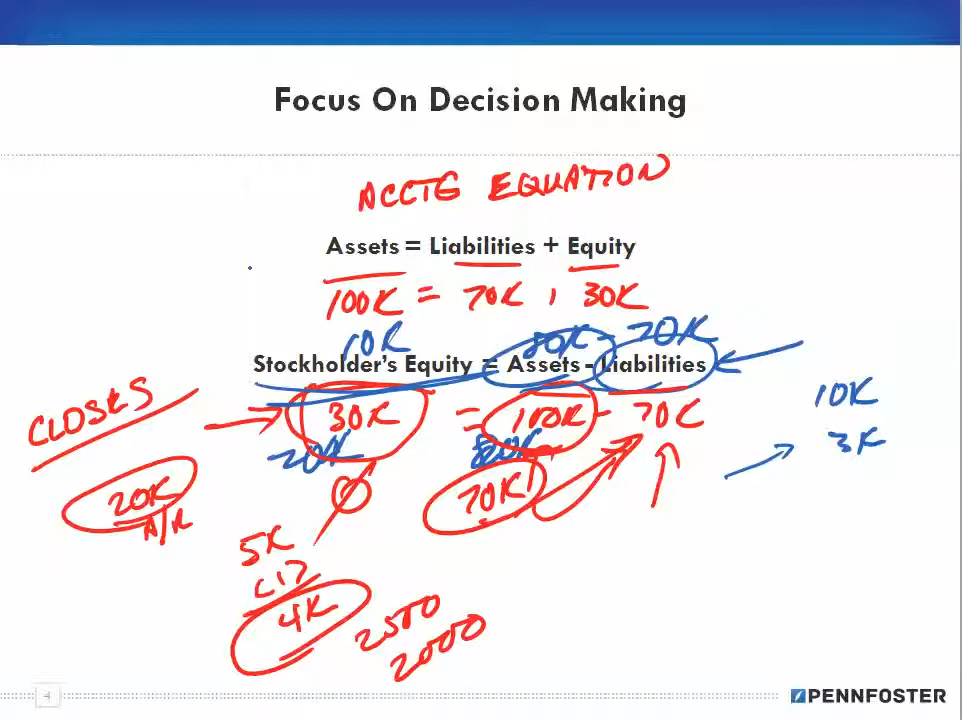 Focus On Decision Making
ACCTG EQUATION
Assets = Liabilities + Equity
100K = 70K , 30K
10K 80K - 70K
Stockholder's Equity = Assets - Liabilities
CLOSES
30K = 100K - 70K
10K
3K
20K
70K
20K
A/R
5K
4K
2500
2000
4
PENNFOSTER